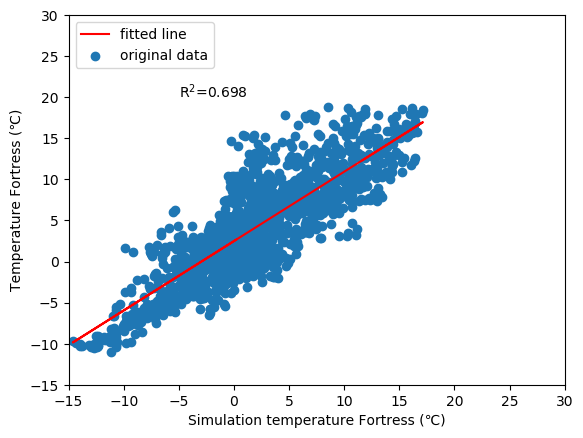 30
25
20
15
10
5
0
−5
−10
−15
Temperature Fortress (℃)
fitted line
original data
R²=0.698
−15 −10 −5 0 5 10 15 20 25 30
Simulation temperature Fortress (℃)